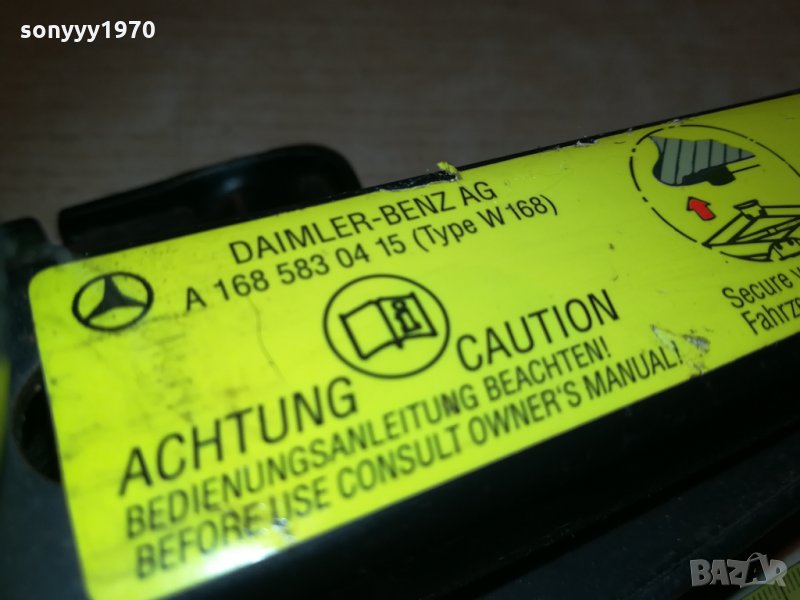 sonyyy1970
DAIMLER-BENZ AG
A 168 583 04 15 (Type W 168)
ACHTUNG CAUTION
BEDIENUNGSANLEITUNG BEACHTEN!
BEFORE USE CONSULT OWNER'S MANUAL!
Secure
BAZAR